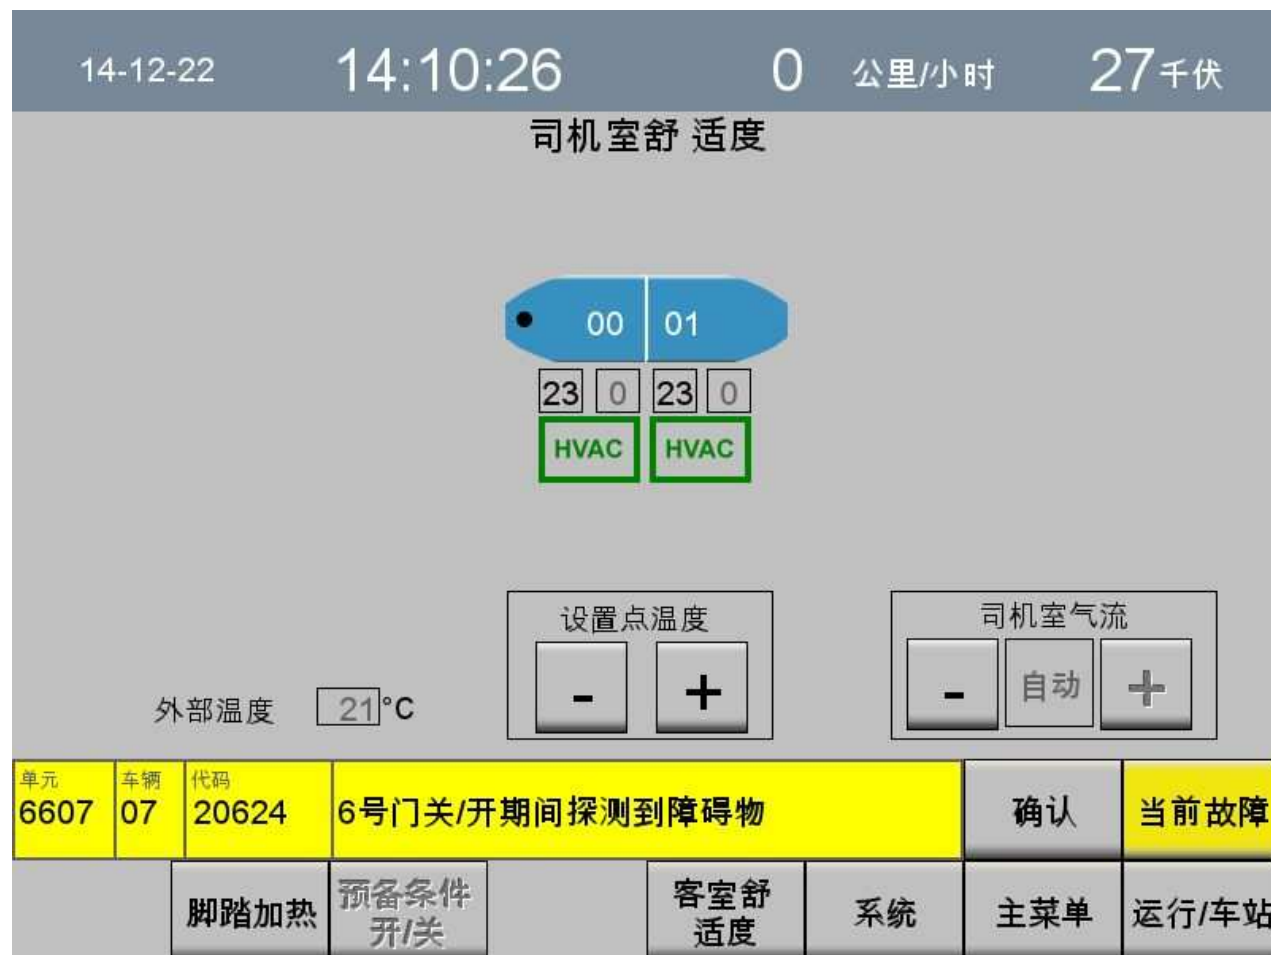 14-12-22 14:10:26 0 公里/小时 27千伏
司机室舒适度
00 01
23 0 23 0
HVAC HVAC
设置点温度 司机室气流
- + - 自动 +
外部温度 21°C
单元 车辆 代码
6607 07 20624 6号门关/开期间探测到障碍物 确认 当前故障
脚踏加热 预备条件 客室舒 系统 主菜单 运行/车站
开/关 适度